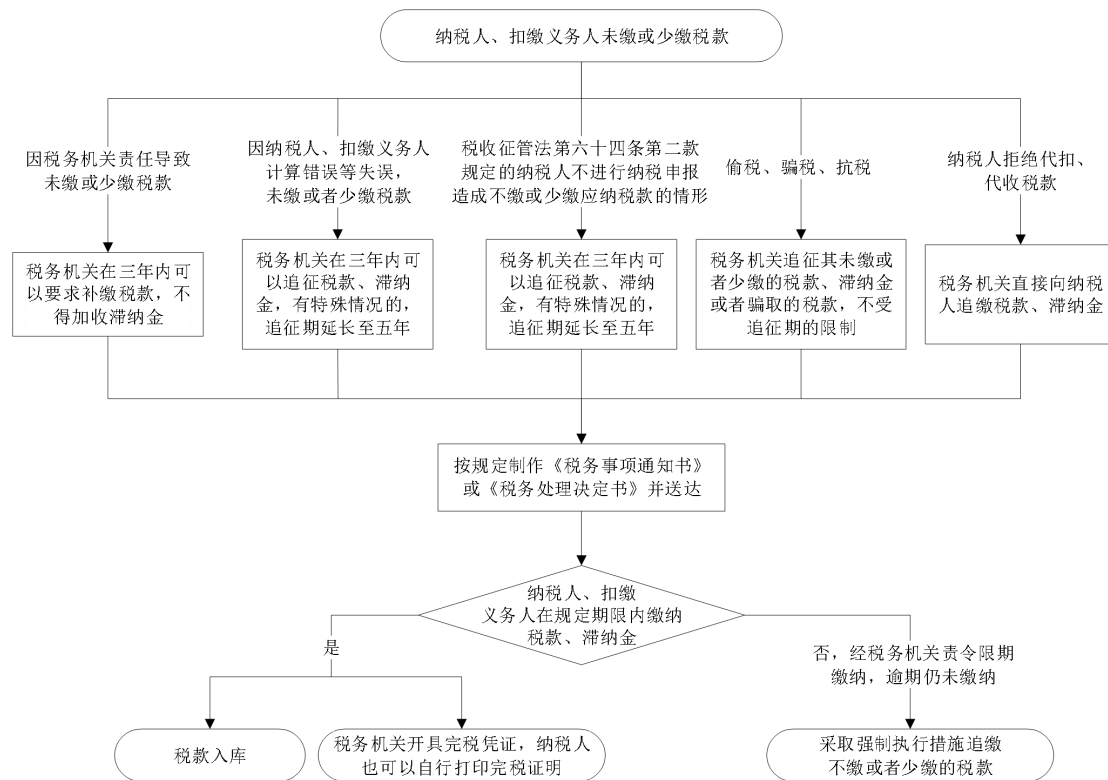 纳税人、扣缴义务人未缴或少缴税款
因税务机关责任导致
未缴或少缴税款
因纳税人、扣缴义务人
计算错误等失误，
未缴或者少缴税款
税收征管法第六十四条第二款
规定的纳税人不进行纳税申报
造成不缴或少缴应纳税款的情形
偷税、骗税、抗税
纳税人拒绝代扣、
代收税款
税务机关在三年内可
以要求补缴税款，不
得加收滞纳金
税务机关在三年内可
以追征税款、滞纳
金，有特殊情况的，
追征期延长至五年
税务机关在三年内可
以追征税款、滞纳
金，有特殊情况的，
追征期延长至五年
税务机关追征其未缴或
者少缴的税款、滞纳金
或者骗取的税款，不受
追征期的限制
税务机关直接向纳税
人追缴税款、滞纳金
按规定制作《税务事项通知书》
或《税务处理决定书》并送达
纳税人、扣缴
义务人在规定期限内缴纳
税款、滞纳金
是
否，经税务机关责令限期
缴纳，逾期仍未缴纳
税款入库
税务机关开具完税凭证，纳税人
也可以自行打印完税证明
采取强制执行措施追缴
不缴或者少缴的税款